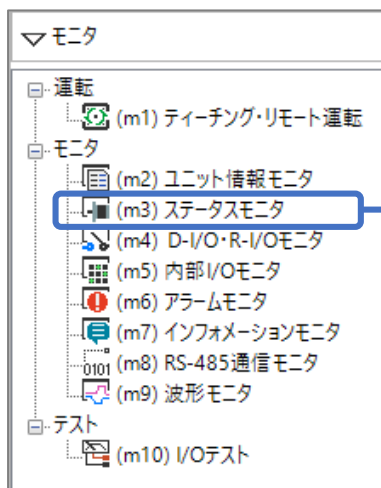 ▽ モニタ
運転
(m1) ティーチング・リモート運転
モニタ
(m2) ユニット情報モニタ
(m3) ステータスモニタ
(m4) D-I/O・R-I/Oモニタ
(m5) 内部I/Oモニタ
(m6) アラームモニタ
(m7) インフォメーションモニタ
0101 (m8) RS-485通信モニタ
(m9) 波形モニタ
テスト
(m10) I/Oテスト